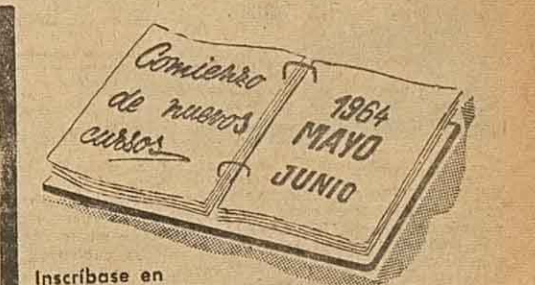 Comienzo
de nuevos
cursos
1964
MAYO
JUNIO
Inscríbase en